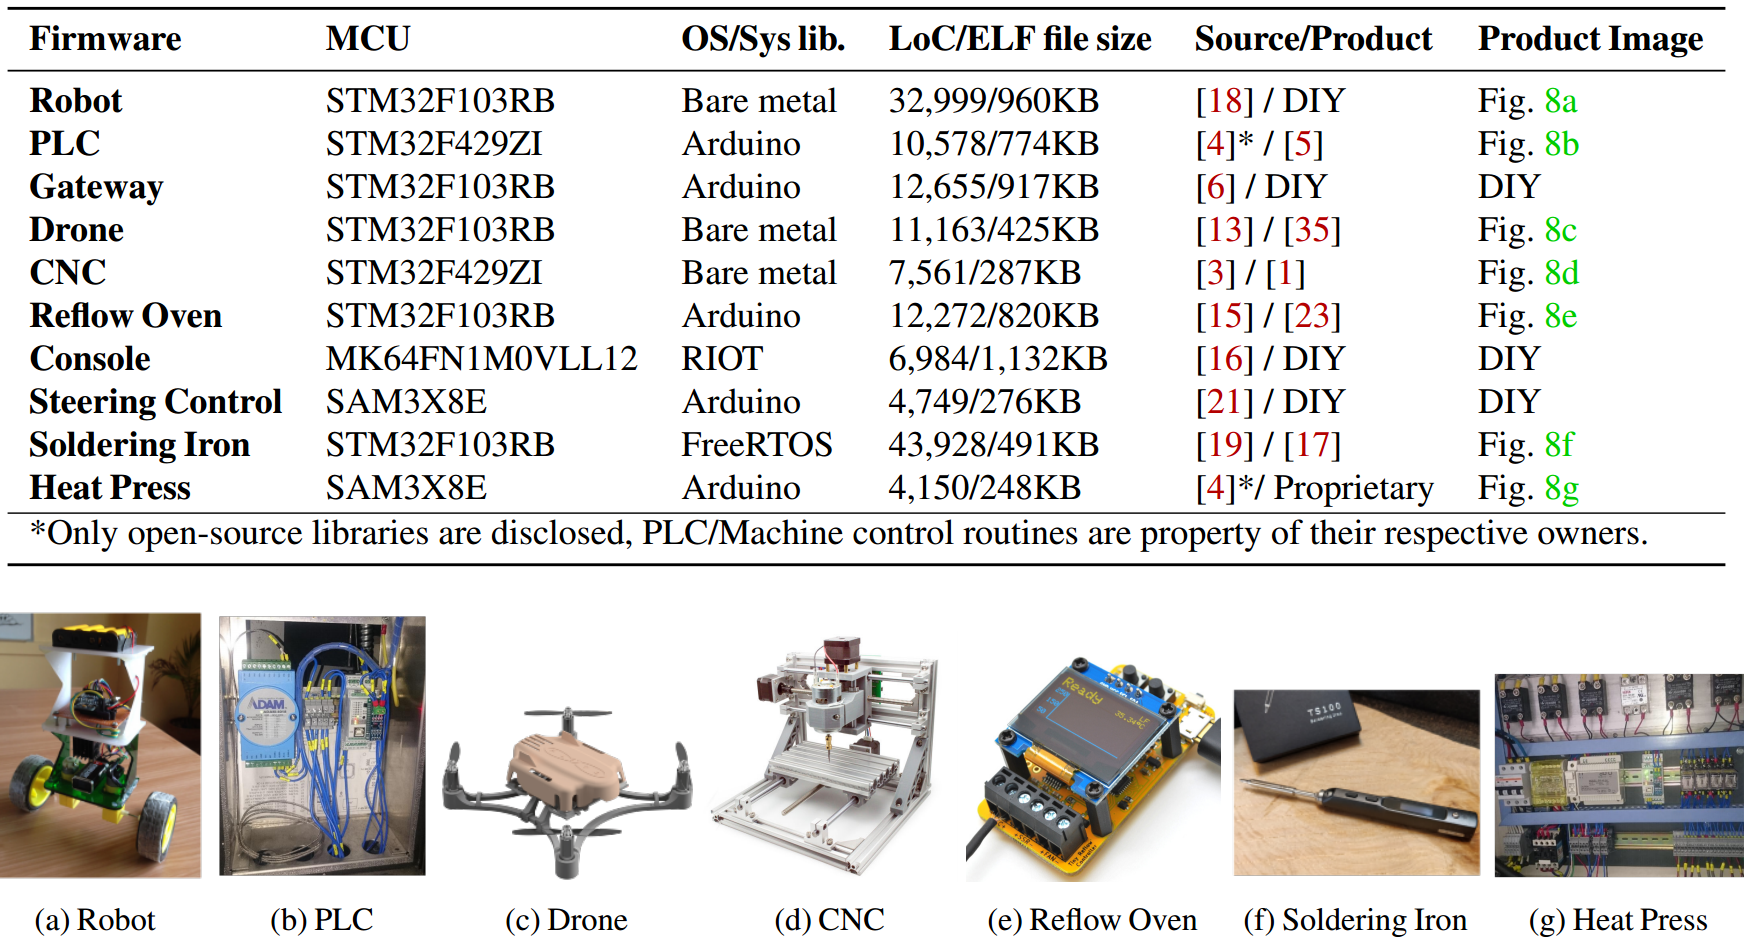 Firmware MCU OS/Sys lib. LoC/ELF file size Source/Product Product Image
Robot STM32F103RB Bare metal 32,999/960KB [18] / DIY Fig. 8a
PLC STM32F429ZI Arduino 10,578/774KB [4]* / [5] Fig. 8b
Gateway STM32F103RB Arduino 12,655/917KB [6] / DIY DIY
Drone STM32F103RB Bare metal 11,163/425KB [13] / [35] Fig. 8c
CNC STM32F429ZI Bare metal 7,561/287KB [3] / [1] Fig. 8d
Reflow Oven STM32F103RB Arduino 12,272/820KB [15] / [23] Fig. 8e
Console MK64FN1M0VLL12 RIOT 6,984/1,132KB [16] / DIY DIY
Steering Control SAM3X8E Arduino 4,749/276KB [21] / DIY DIY
Soldering Iron STM32F103RB FreeRTOS 43,928/491KB [19] / [17] Fig. 8f
Heat Press SAM3X8E Arduino 4,150/248KB [4]*/ Proprietary Fig. 8g
*Only open-source libraries are disclosed, PLC/Machine control routines are property of their respective owners.
ADAM
Ready
TS100
Soldering Iron
(a) Robot (b) PLC (c) Drone (d) CNC (e) Reflow Oven (f) Soldering Iron (g) Heat Press